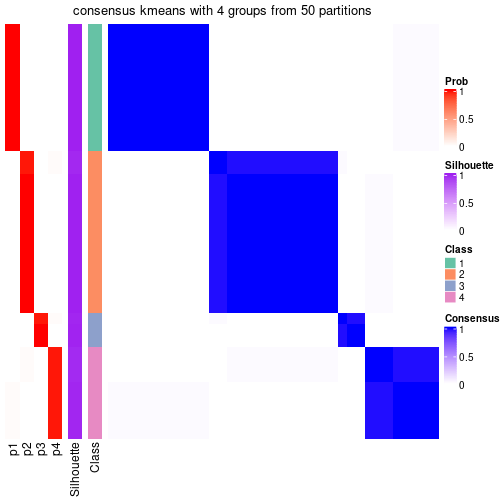 consensus kmeans with 4 groups from 50 partitions
Prob
1
0.5
0
Silhouette
1
0.5
0
Class
1
2
3
4
Consensus
1
0.5
0
p1
p2
p3
p4
Silhouette
Class